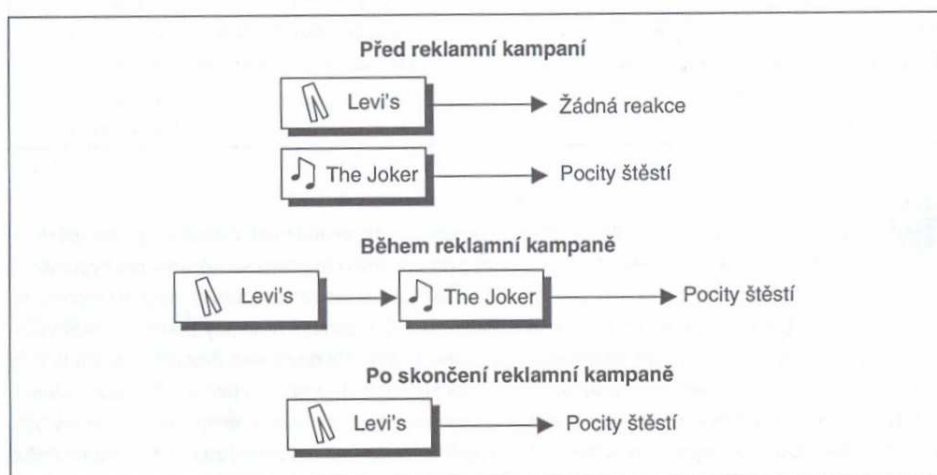 Před reklamní kampaní
Levi's Žádná reakce
The Joker Pocity štěstí
Během reklamní kampaně
Levi's The Joker Pocity štěstí
Po skončení reklamní kampaně
Levi's Pocity štěstí